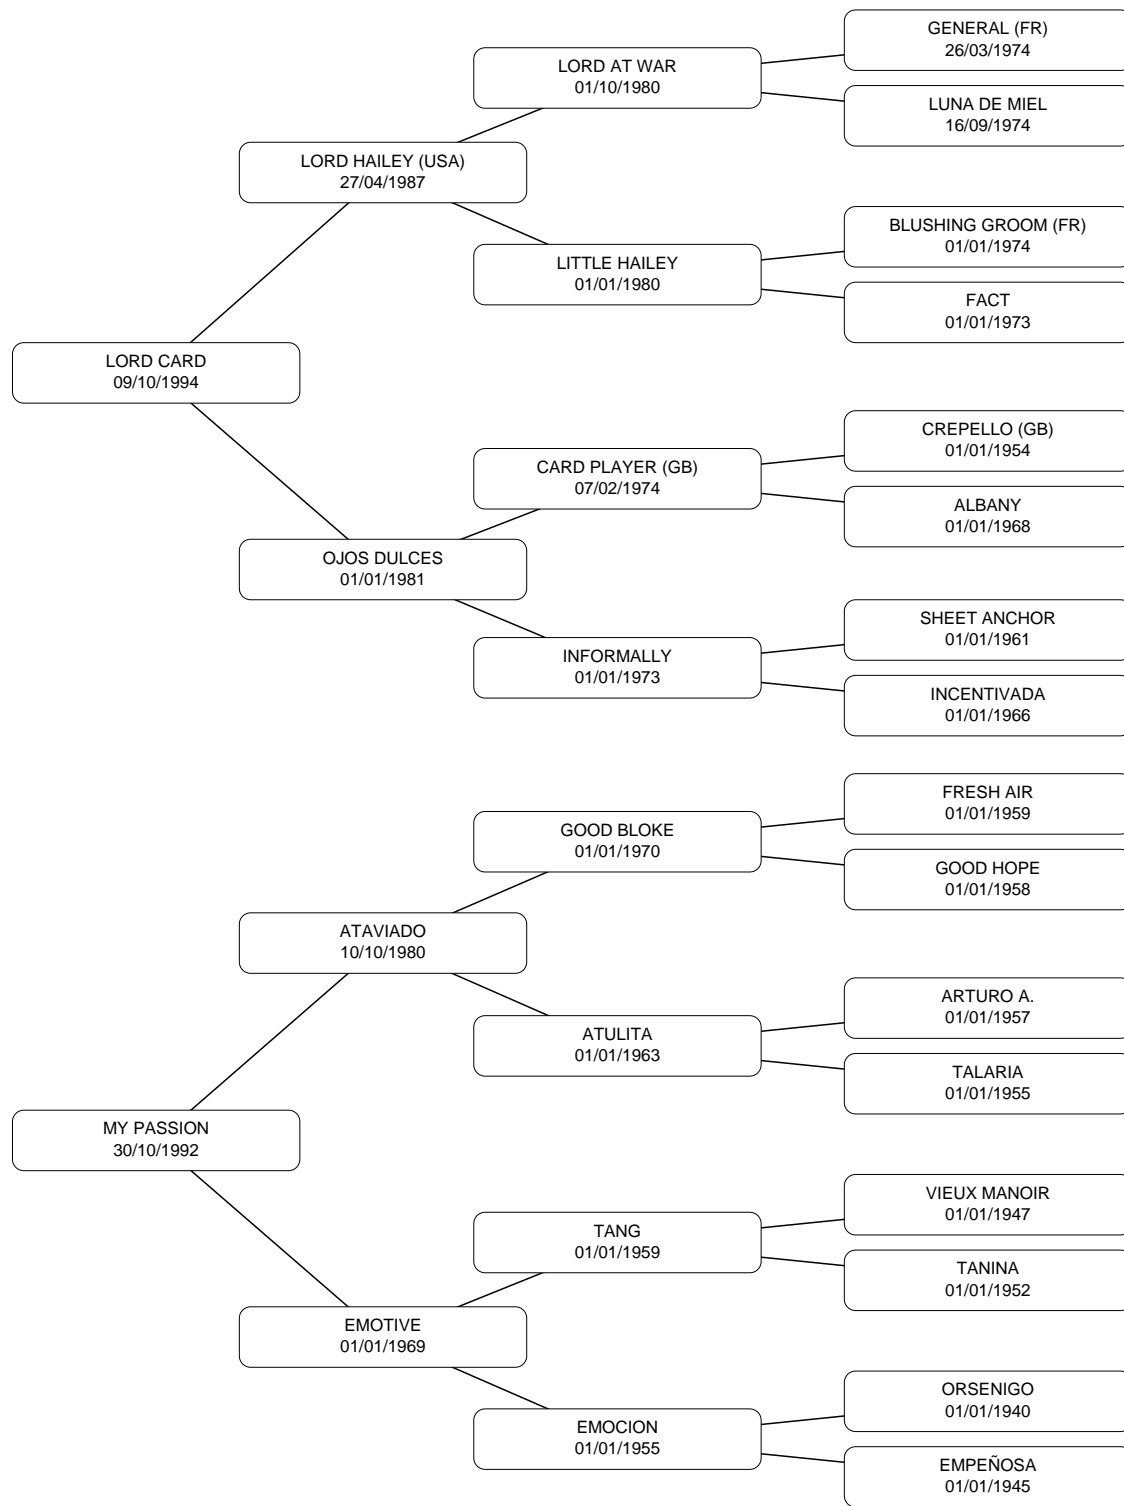 GENERAL (FR)
26/03/1974
LORD AT WAR
01/10/1980
LUNA DE MIEL
16/09/1974
LORD HAILEY (USA)
27/04/1987
BLUSHING GROOM (FR)
01/01/1974
LITTLE HAILEY
01/01/1980
FACT
01/01/1973
LORD CARD
09/10/1994
CREPELLO (GB)
01/01/1954
CARD PLAYER (GB)
07/02/1974
ALBANY
01/01/1968
OJOS DULCES
01/01/1981
SHEET ANCHOR
01/01/1961
INFORMALLY
01/01/1973
INCENTIVADA
01/01/1966
FRESH AIR
01/01/1959
GOOD BLOKE
01/01/1970
GOOD HOPE
01/01/1958
ATAVIADO
10/10/1980
ARTURO A.
01/01/1957
ATULITA
01/01/1963
TALARIA
01/01/1955
MY PASSION
30/10/1992
VIEUX MANOIR
01/01/1947
TANG
01/01/1959
TANINA
01/01/1952
EMOTIVE
01/01/1969
ORSENIGO
01/01/1940
EMOCION
01/01/1955
EMPEÑOSA
01/01/1945